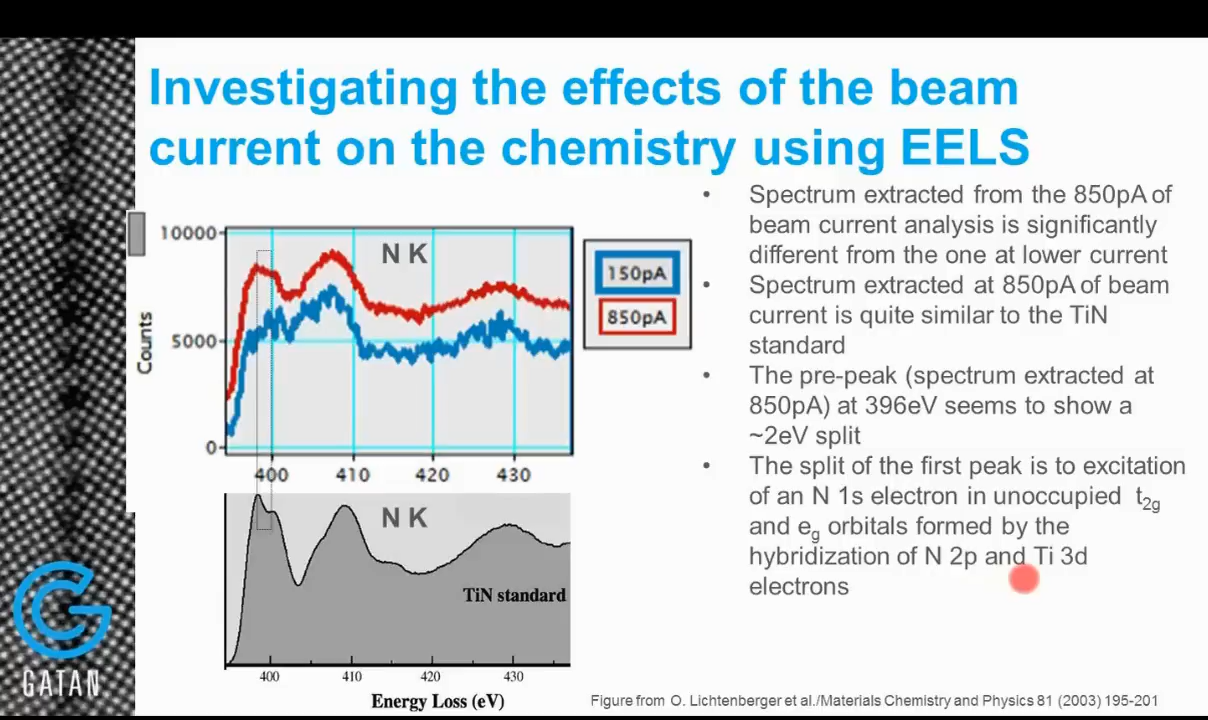 Investigating the effects of the beam
current on the chemistry using EELS
10000
N K
5000
Counts
0
400 410 420 430
150pA
850pA
N K
TiN standard
400 410 420 430
Energy Loss (eV)
• Spectrum extracted from the 850pA of
beam current analysis is significantly
different from the one at lower current
• Spectrum extracted at 850pA of beam
current is quite similar to the TiN
standard
• The pre-peak (spectrum extracted at
850pA) at 396eV seems to show a
~2eV split
• The split of the first peak is to excitation
of an N 1s electron in unoccupied t2g
and eg orbitals formed by the
hybridization of N 2p and Ti 3d
electrons
GATAN
Figure from O. Lichtenberger et al./Materials Chemistry and Physics 81 (2003) 195-201